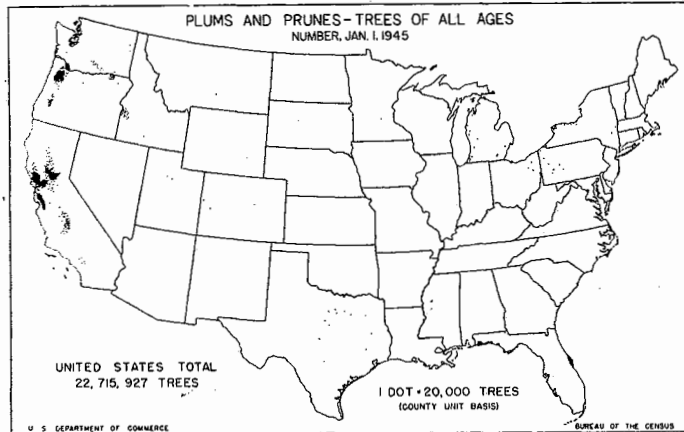 PLUMS AND PRUNES-TREES OF ALL AGES
NUMBER, JAN. 1, 1945
UNITED STATES TOTAL
22,715,927 TREES
1 DOT = 20,000 TREES
(COUNTY UNIT BASIS)
U S DEPARTMENT OF COMMERCE
BUREAU OF THE CENSUS